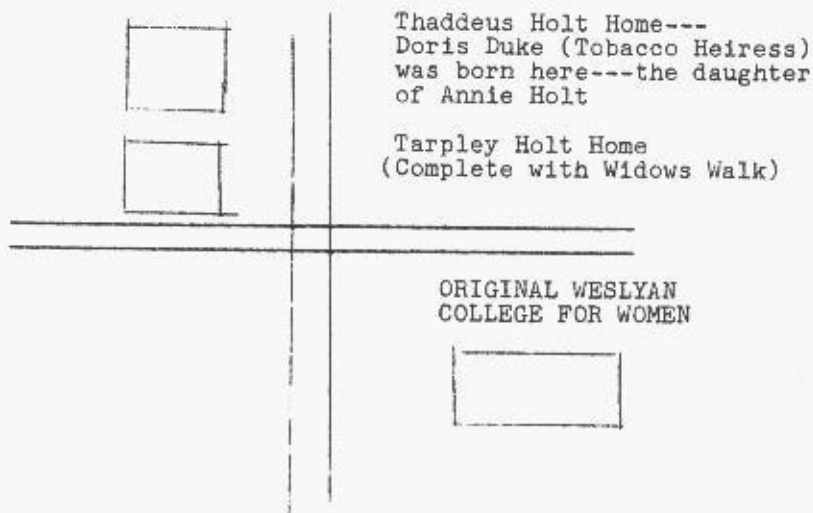 Thaddeus Holt Home---
Doris Duke (Tobacco Heiress)
was born here---the daughter
of Annie Holt
Tarpley Holt Home
(Complete with Widows Walk)
ORIGINAL WESLYAN
COLLEGE FOR WOMEN